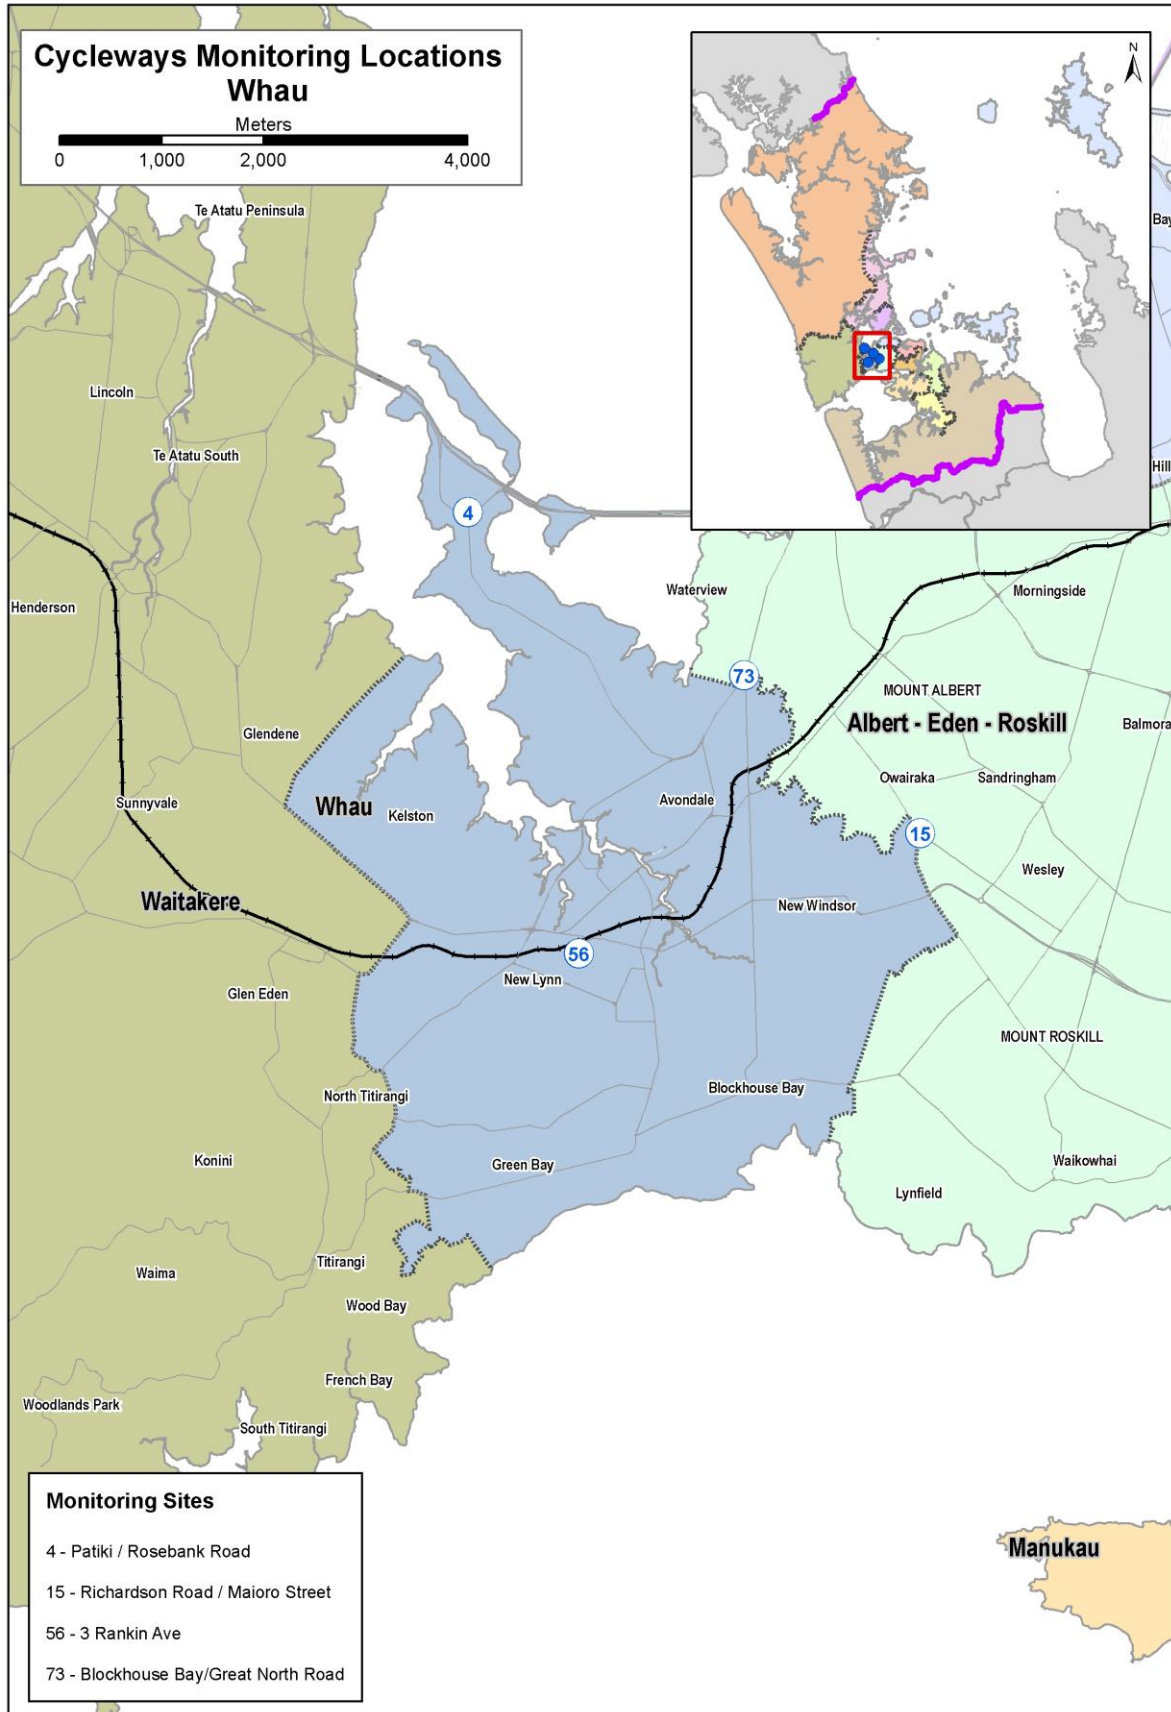 Cycleways Monitoring Locations
Whau
Meters
0 1,000 2,000 4,000
N
Te Atatu Peninsula
Bay
Lincoln
Te Atatu South
Hill
4
Henderson
Waterview
Morningside
73
MOUNT ALBERT
Albert - Eden - Roskill
Balmora
Glendene
Sunnyvale
Whau
Kelston
Avondale
Owairaka
Sandringham
15
Wesley
Waitakere
New Windsor
56
New Lynn
Glen Eden
MOUNT ROSKILL
North Titirangi
Blockhouse Bay
Konini
Green Bay
Waikowhai
Lynfield
Titirangi
Waima
Wood Bay
French Bay
Woodlands Park
South Titirangi
Manukau
Monitoring Sites
4 - Patiki / Rosebank Road
15 - Richardson Road / Maioro Street
56 - 3 Rankin Ave
73 - Blockhouse Bay/Great North Road